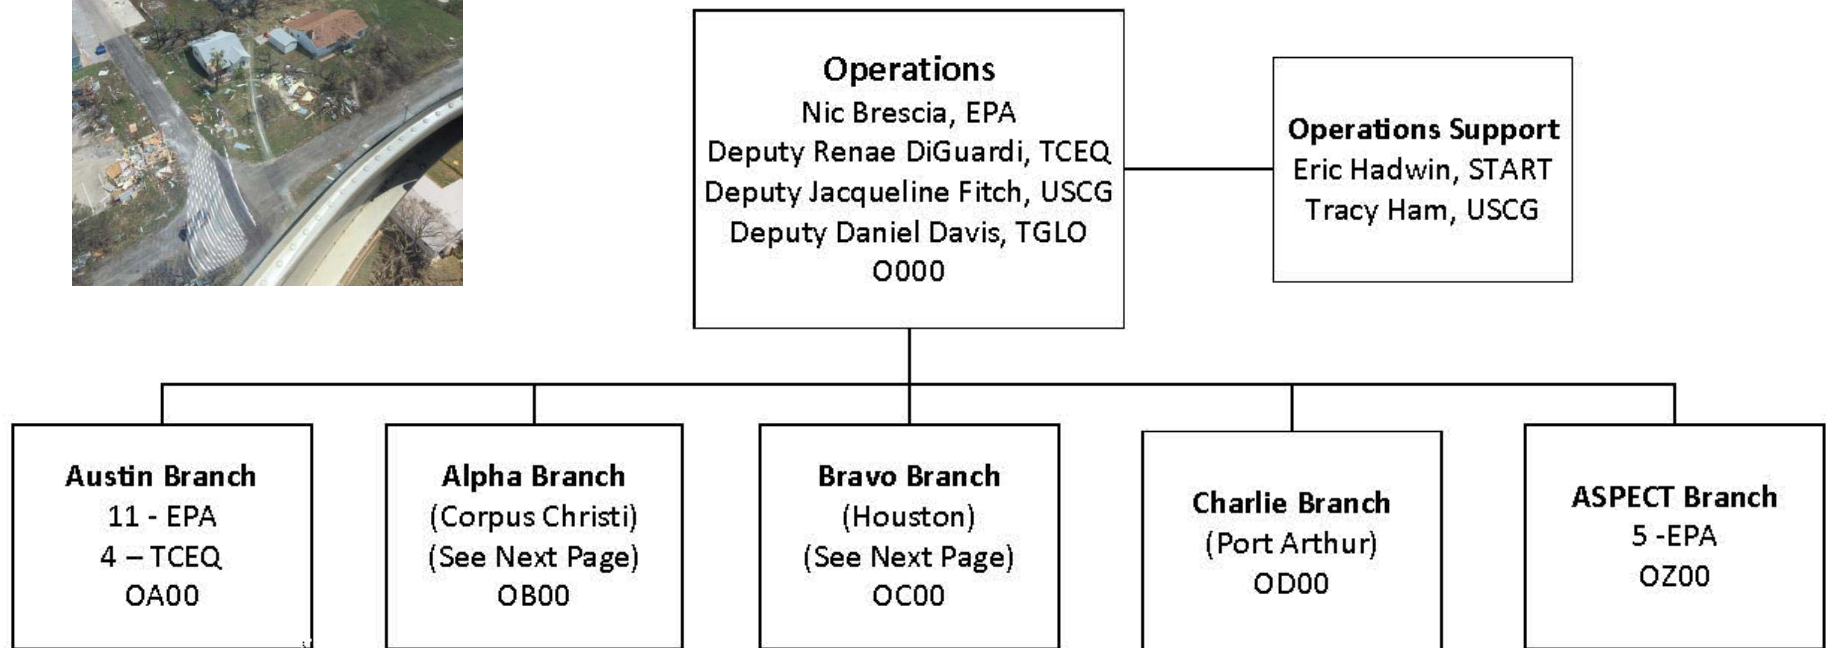 Operations
Nic Brescia, EPA
Deputy Renae DiGuardi, TCEQ
Deputy Jacqueline Fitch, USCG
Deputy Daniel Davis, TGLO
O000
Operations Support
Eric Hadwin, START
Tracy Ham, USCG
Austin Branch
11 - EPA
4 – TCEQ
OA00
Alpha Branch
(Corpus Christi)
(See Next Page)
OB00
Bravo Branch
(Houston)
(See Next Page)
OC00
Charlie Branch
(Port Arthur)
OD00
ASPECT Branch
5 -EPA
OZ00